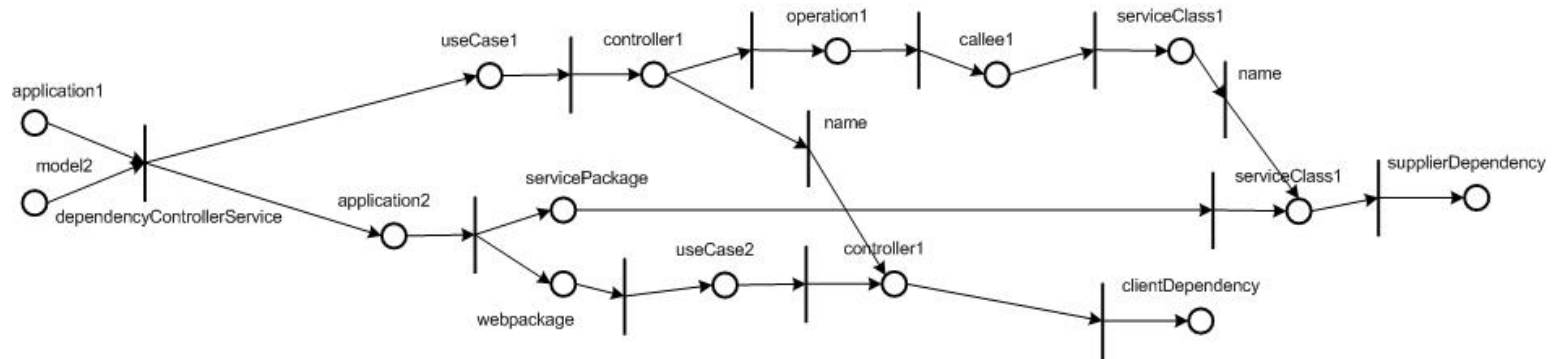 operation1
serviceClass1
useCase1
controller1
callee1
name
application1
name
model2
servicePackage
serviceClass1
supplierDependency
dependencyControllerService
application2
useCase2
controller1
clientDependency
webpackage